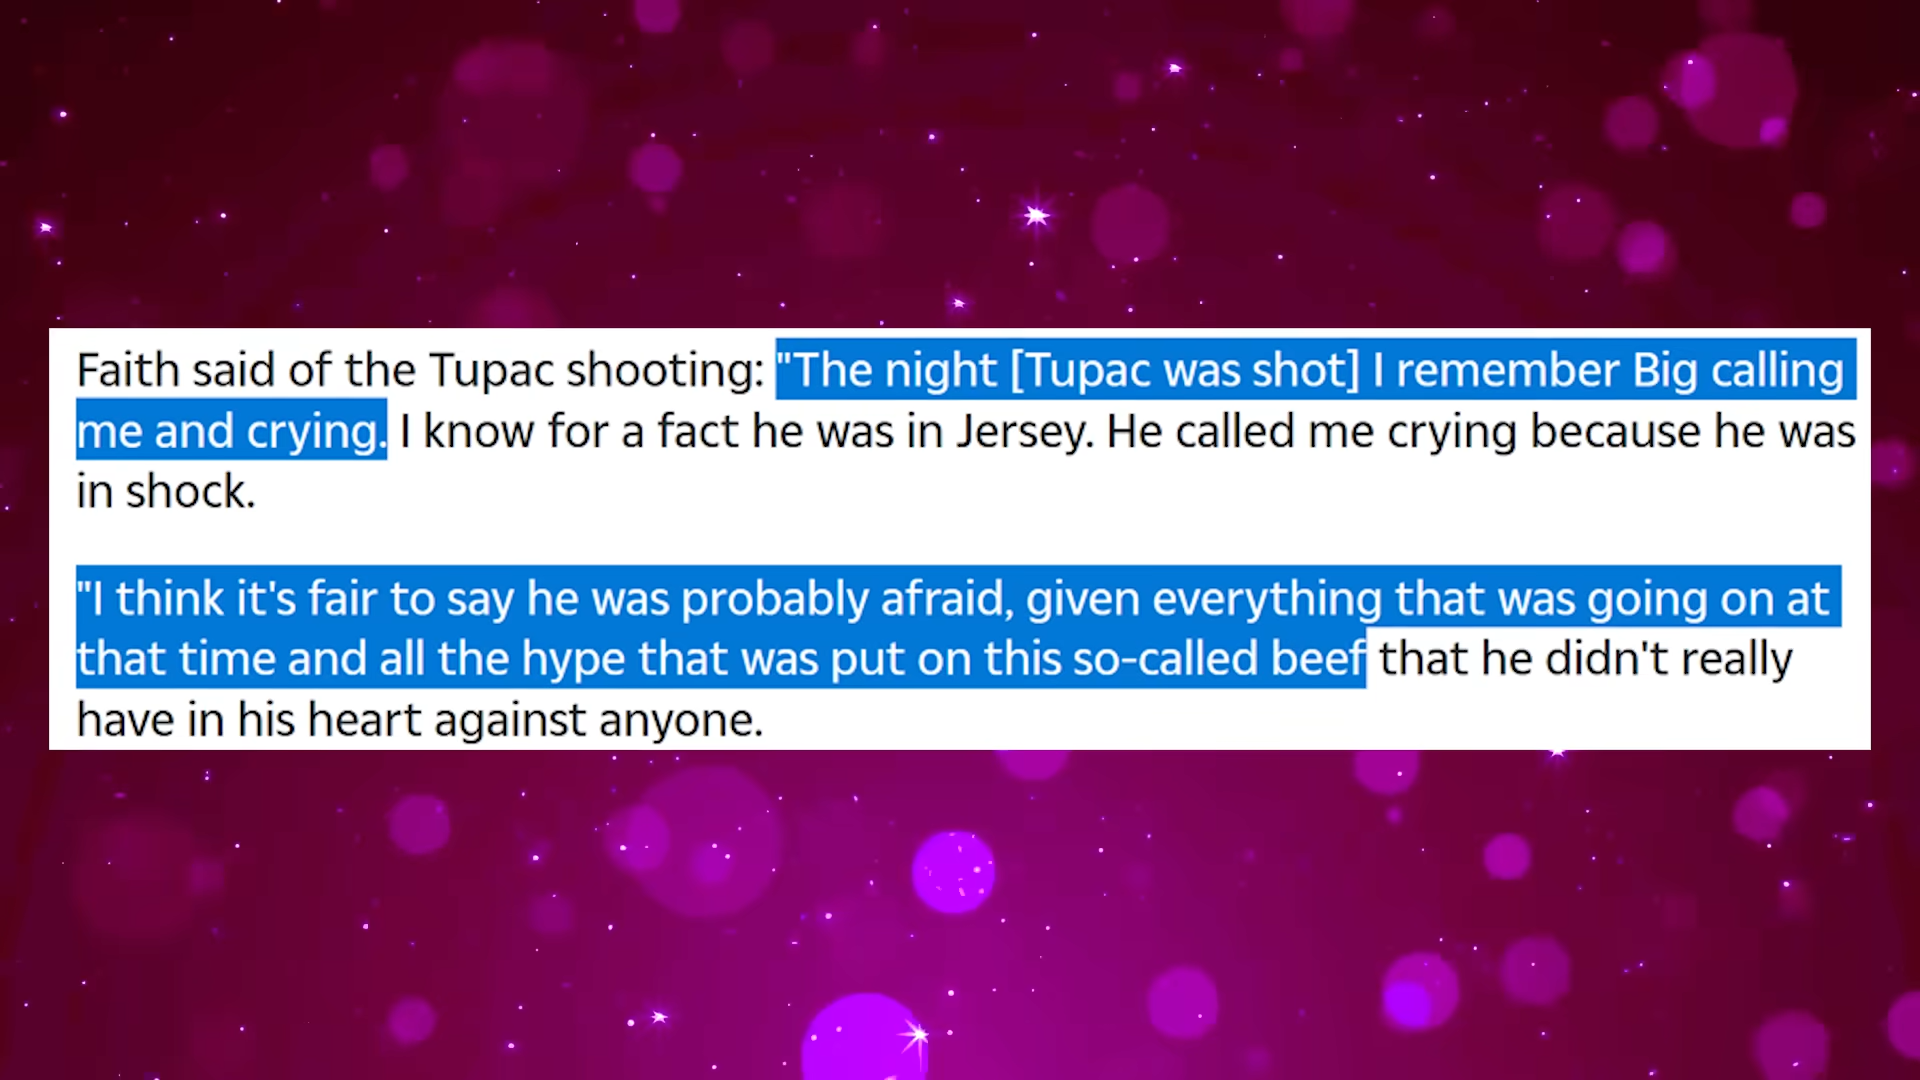 Faith said of the Tupac shooting: "The night [Tupac was shot] I remember Big calling
me and crying. I know for a fact he was in Jersey. He called me crying because he was
in shock.
"I think it's fair to say he was probably afraid, given everything that was going on at
that time and all the hype that was put on this so-called beef that he didn't really
have in his heart against anyone.